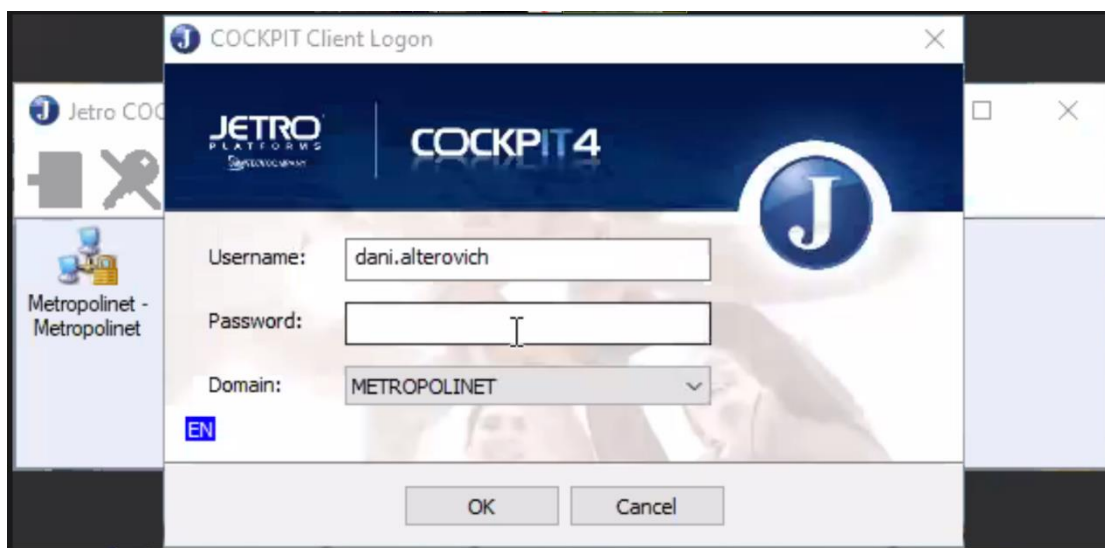 COCKPIT Client Logon
Jetro COC
JETRO
PLATFORMS
COCKPIT4
J
Username:
dani.alterovich
Metropolinet -
Metropolinet
Password:
Domain:
METROPOLINET
EN
OK
Cancel